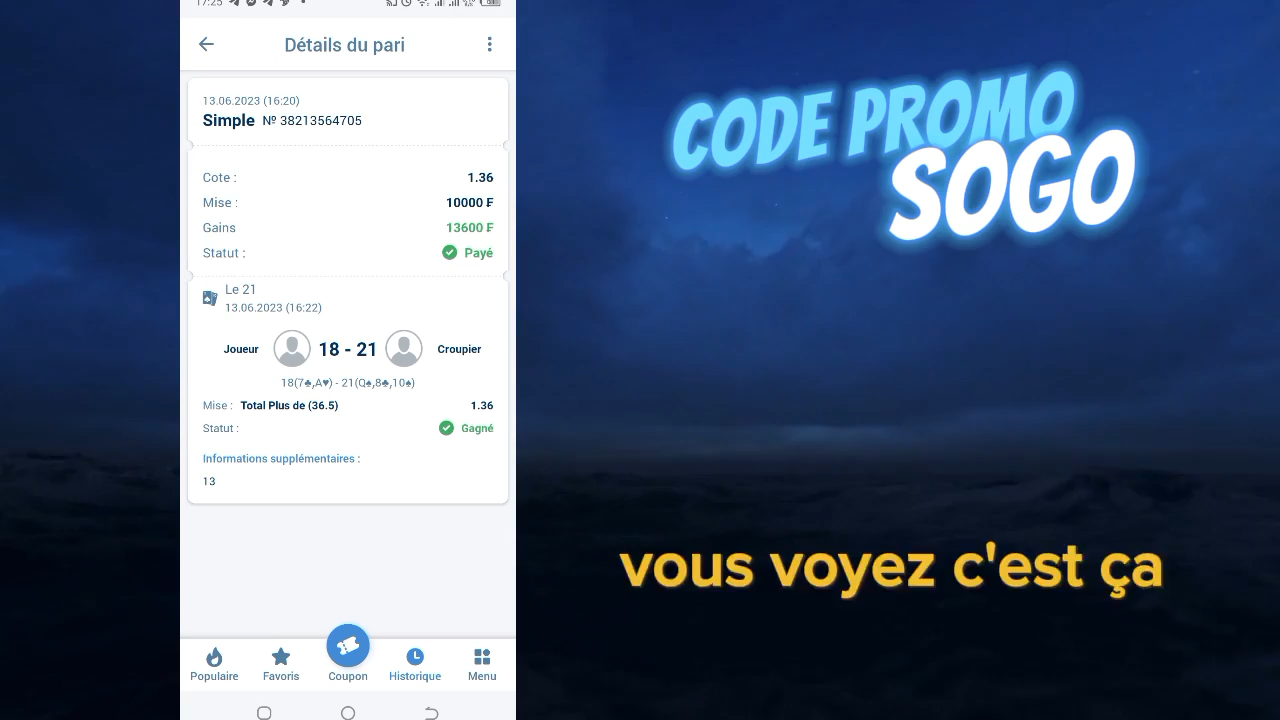 17:25
Détails du pari
13.06.2023 (16:20)
Simple Nº 38213564705
Cote : 1.36
Mise : 10000 ₣
Gains 13600 ₣
Statut : Payé
Le 21
13.06.2023 (16:22)
Joueur 18 - 21 Croupier
18(7♣,A♥) - 21(Q♠,8♣,10♠)
Mise : Total Plus de (36.5) 1.36
Statut : Gagné
Informations supplémentaires :
13
Populaire Favoris Coupon Historique Menu
CODE PROMO
SOGO
vous voyez c'est ça